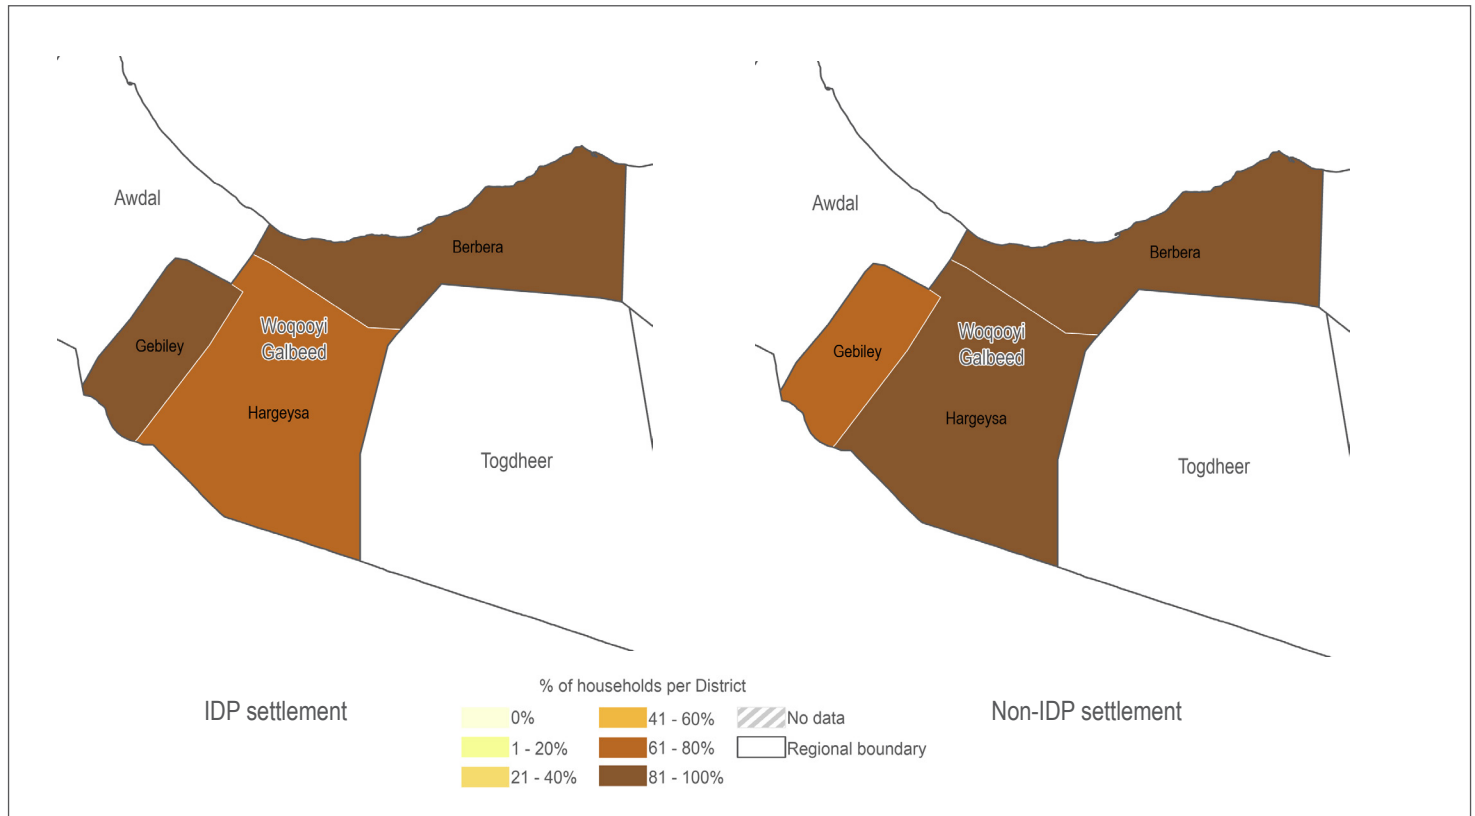 Awdal
Berbera
Gebiley
Woqooyi
Galbeed
Hargeysa
Togdheer
IDP settlement
Awdal
Berbera
Gebiley
Woqooyi
Galbeed
Hargeysa
Togdheer
Non-IDP settlement
% of households per District
0%
1 - 20%
21 - 40%
41 - 60%
61 - 80%
81 - 100%
No data
Regional boundary